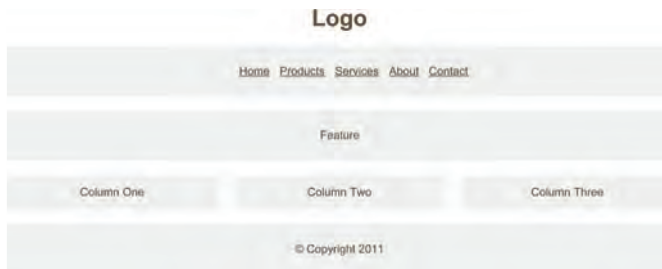 Logo
Home Products Services About Contact
Feature
Column One Column Two Column Three
© Copyright 2011